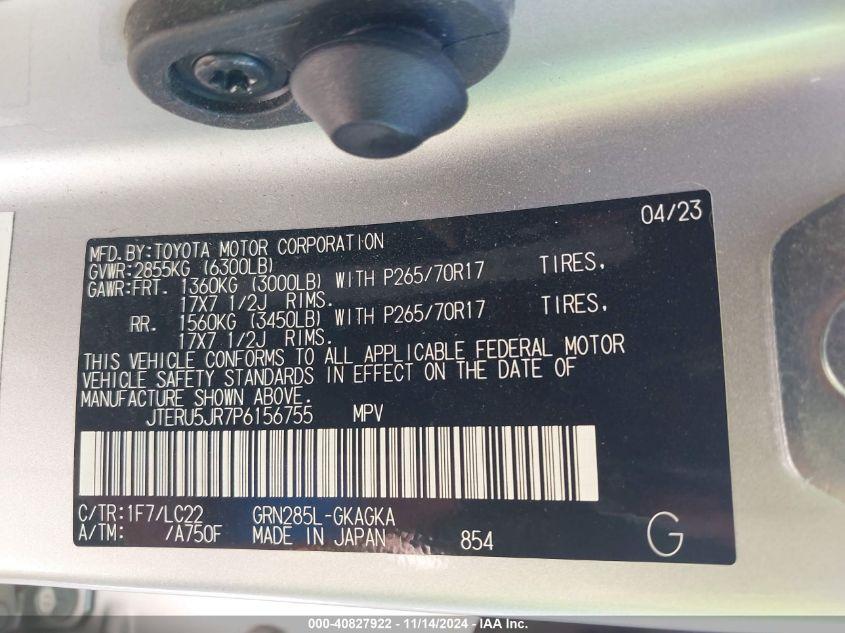 04/23
MFD.BY:TOYOTA MOTOR CORPORATION
GVWR:2855KG (6300LB)
GAWR:FRT. 1360KG (3000LB) WITH P265/70R17 TIRES,
17X7 1/2J RIMS.
RR. 1560KG (3450LB) WITH P265/70R17 TIRES,
17X7 1/2J RIMS.
THIS VEHICLE CONFORMS TO ALL APPLICABLE FEDERAL MOTOR
VEHICLE SAFETY STANDARDS IN EFFECT ON THE DATE OF
MANUFACTURE SHOWN ABOVE.
JTERU5JR7P6156755 MPV
C/TR:1F7/LC22 GRN285L-GKAGKA
A/TM: /A750F MADE IN JAPAN 854 G
000-40827922 - 11/14/2024 - IAA Inc.